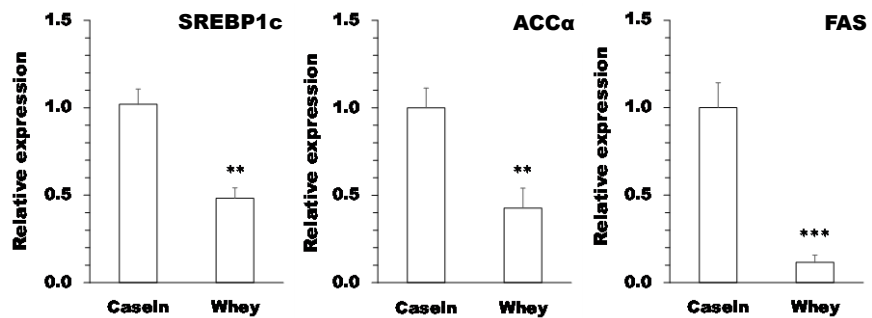 SREBP1c
Relative expression
1.5
1.0
0.5
0.0
**
Casein Whey
ACCα
Relative expression
1.5
1.0
0.5
0.0
**
Casein Whey
FAS
Relative expression
1.5
1.0
0.5
0.0
***
Casein Whey